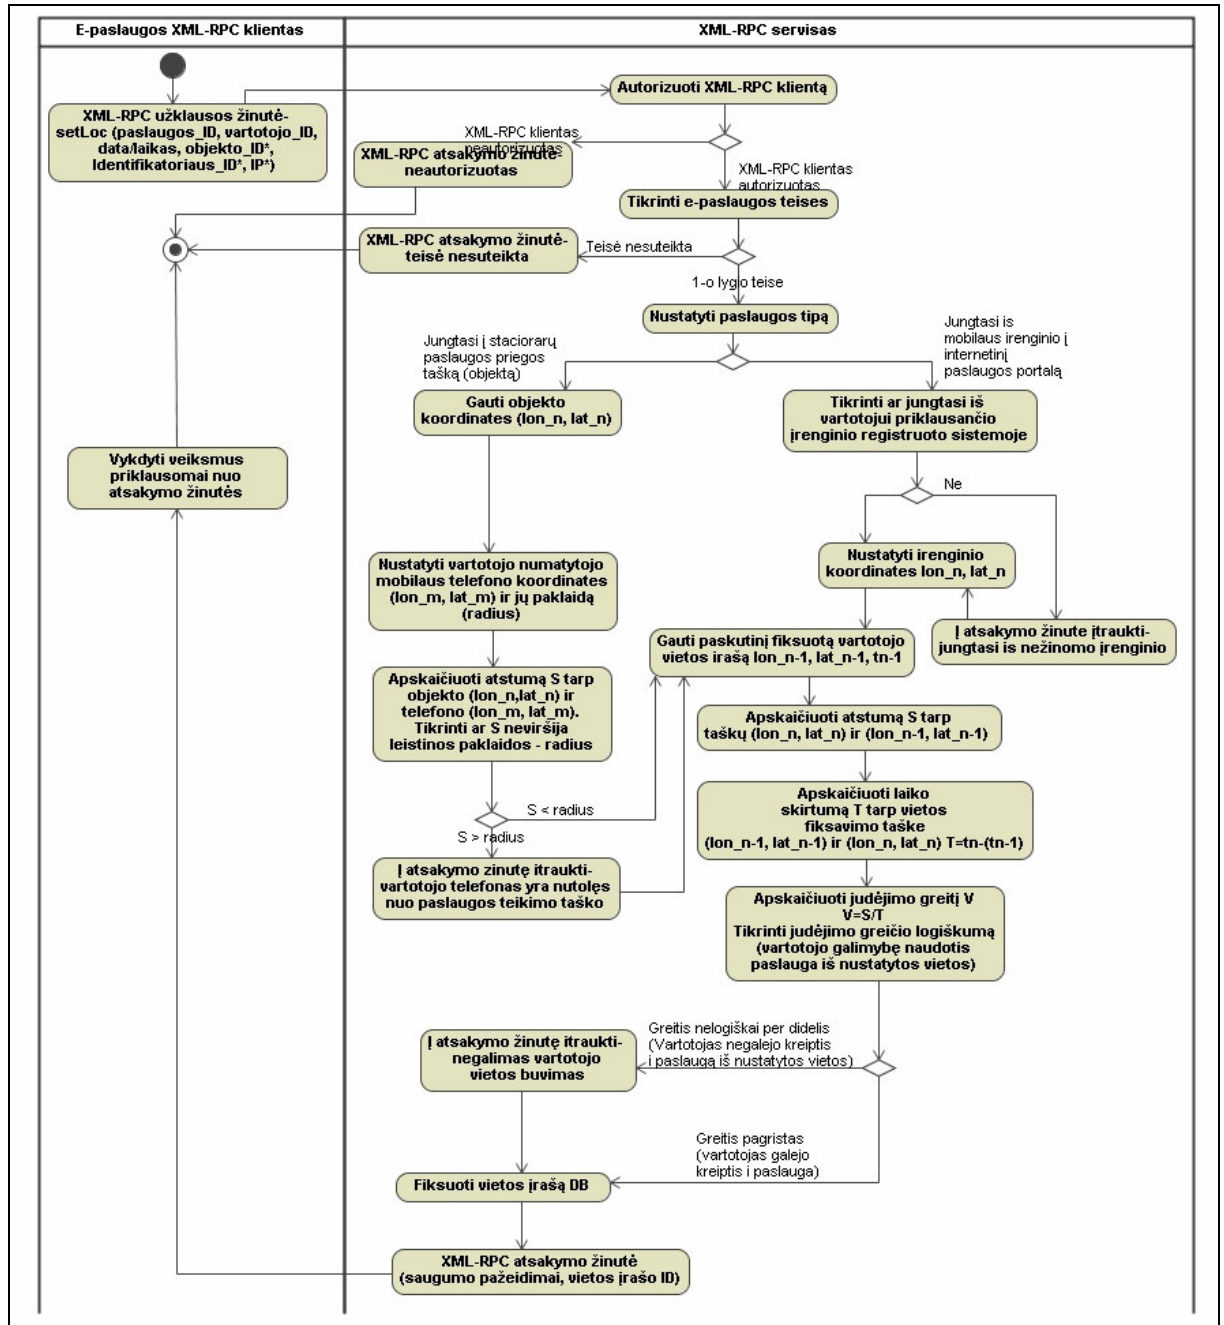 E-paslaugos XML-RPC klientas
XML-RPC servisas
XML-RPC užklausos žinutė-
setLoc (paslaugos_ID, vartotojo_ID,
data/laikas, objekto_ID*,
Identifikatoriaus_ID*, IP*)
Autorizuoti XML-RPC klientą
XML-RPC klientas
neautorizuotas
XML-RPC atsakymo žinutė-
neautorizuotas
XML-RPC klientas
autorizuotas
Tikrinti e-paslaugos teises
XML-RPC atsakymo žinutė-
teisė nesuteikta
Teisė nesuteikta
1-o lygio teise
Nustatyti paslaugos tipą
Jungtasi į staciorarų
paslaugos priegos
tašką (objektą)
Jungtasi is
mobilaus irenginio į
internetinį
paslaugos portalą
Gauti objekto
koordinates (lon_n, lat_n)
Tikrinti ar jungtasi iš
vartotojui priklausančio
įrenginio registruoto sistemoje
Vykdyti veiksmus
priklausomai nuo
atsakymo žinutės
Ne
Nustatyti vartotojo numatytojo
mobilaus telefono koordinates
(lon_m, lat_m) ir jų paklaidą
(radius)
Nustatyti irenginio
koordinates lon_n, lat_n
Gauti paskutinį fiksuotą vartotojo
vietos irašą lon_n-1, lat_n-1, tn-1
Į atsakymo žinute įtraukti-
jungtasi is nežinomo įrenginio
Apskaičiuoti atstumą S tarp
objekto (lon_n,lat_n) ir
telefono (lon_m, lat_m).
Tikrinti ar S neviršija
leistinos paklaidos - radius
Apskaičiuoti atstumą S tarp
taškų (lon_n, lat_n) ir (lon_n-1, lat_n-1)
Apskaičiuoti laiko
skirtumą T tarp vietos
fiksavimo taške
(lon_n-1, lat_n-1) ir (lon_n, lat_n) T=tn-(tn-1)
S < radius
S > radius
Į atsakymo zinutę itraukti-
vartotojo telefonas yra nutolęs
nuo paslaugos teikimo taško
Apskaičiuoti judėjimo greitį V
V=S/T
Tikrinti judėjimo greičio logiškumą
(vartotojo galimybę naudotis
paslauga iš nustatytos vietos)
Greitis nelogiškai per didelis
(Vartotojas negalejo kreiptis
i paslaugą iš nustatytos vietos)
Į atsakymo žinutę itraukti-
negalimas vartotojo
vietos buvimas
Greitis pagristas
(vartotojas galejo
kreiptis i paslauga)
Fiksuoti vietos įrašą DB
XML-RPC atsakymo žinutė
(saugumo pažeidimai, vietos įrašo ID)